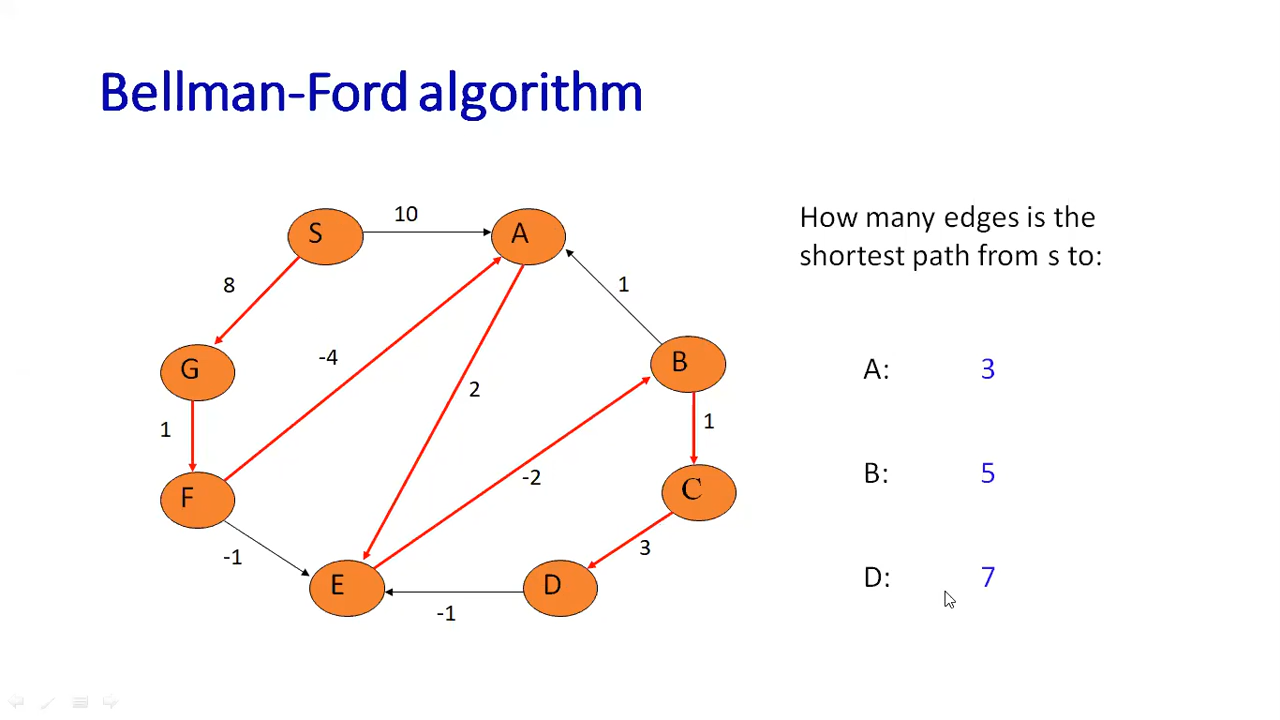 Bellman-Ford algorithm
S
10
A
8
1
How many edges is the
shortest path from s to:
G
-4
2
B
A: 3
1
1
F
-2
C
B: 5
-1
3
E
D
-1
D: 7